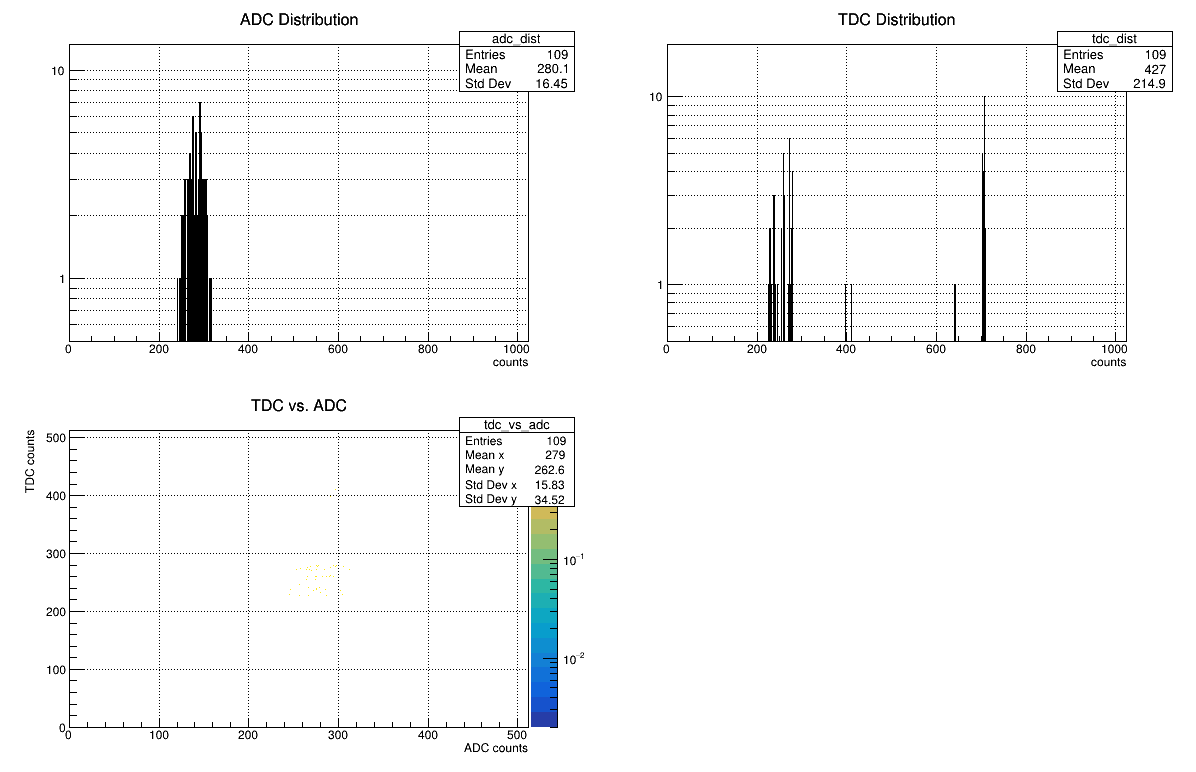 ADC Distribution
adc_dist
Entries 109
Mean 280.1
Std Dev 16.45
10
1
0 200 400 600 800 1000
counts
TDC Distribution
tdc_dist
Entries 109
Mean 427
Std Dev 214.9
10
1
0 200 400 600 800 1000
counts
TDC vs. ADC
tdc_vs_adc
Entries 109
Mean x 279
Mean y 262.6
Std Dev x 15.83
Std Dev y 34.52
TDC counts
500
400
300
200
100
0
0 100 200 300 400 500
ADC counts
10⁻¹
10⁻²